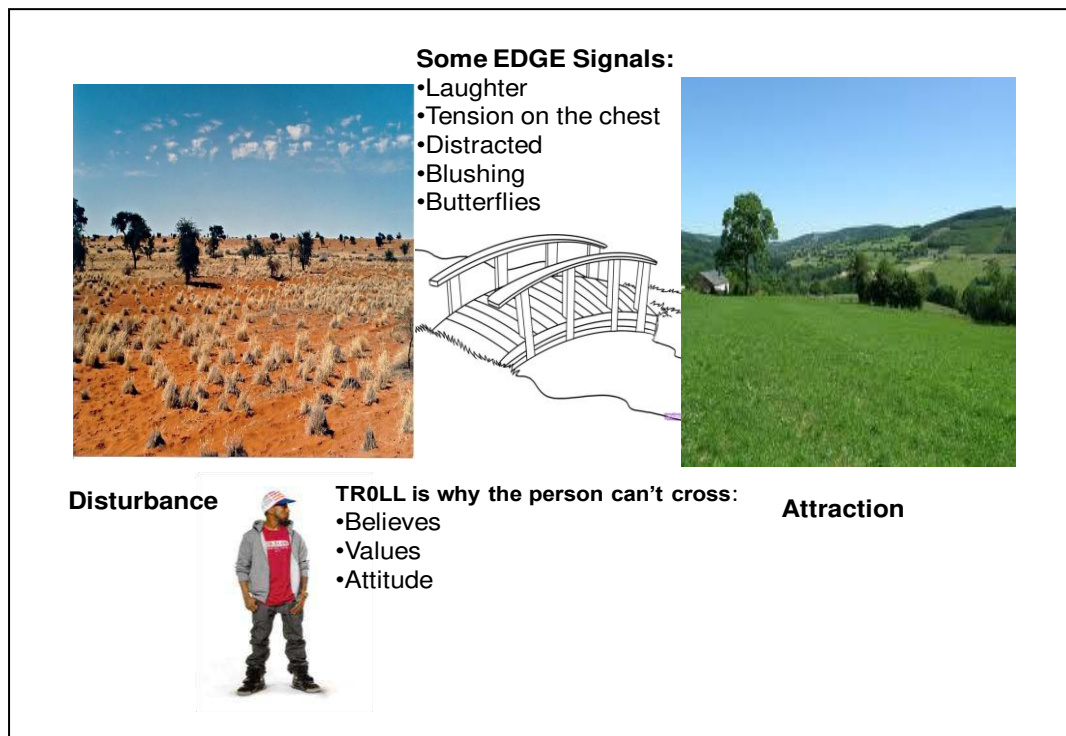 Some EDGE Signals:
•Laughter
•Tension on the chest
•Distracted
•Blushing
•Butterflies
Disturbance
TR0LL is why the person can't cross:
•Believes
•Values
•Attitude
Attraction